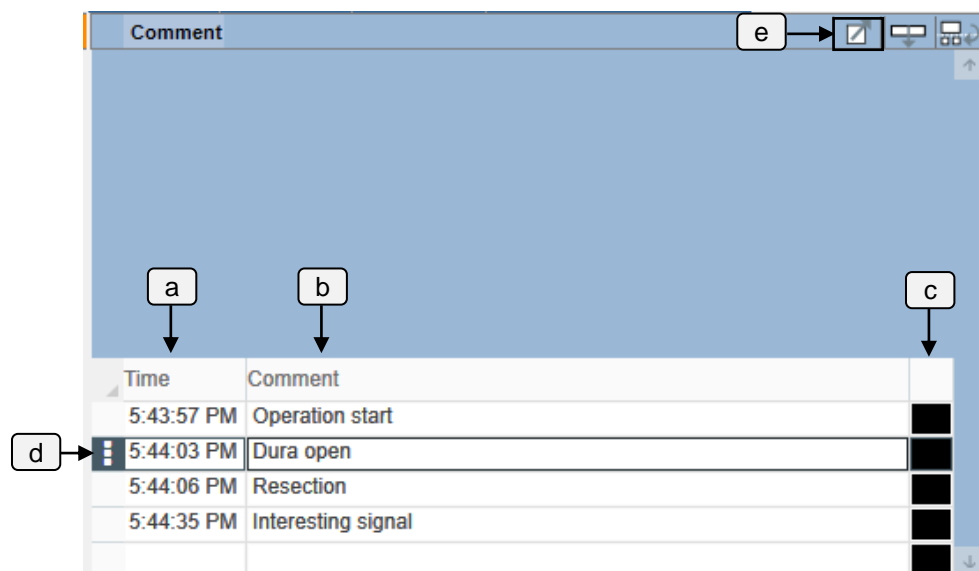 Comment e
a b c
Time Comment
5:43:57 PM Operation start
d 5:44:03 PM Dura open
5:44:06 PM Resection
5:44:35 PM Interesting signal